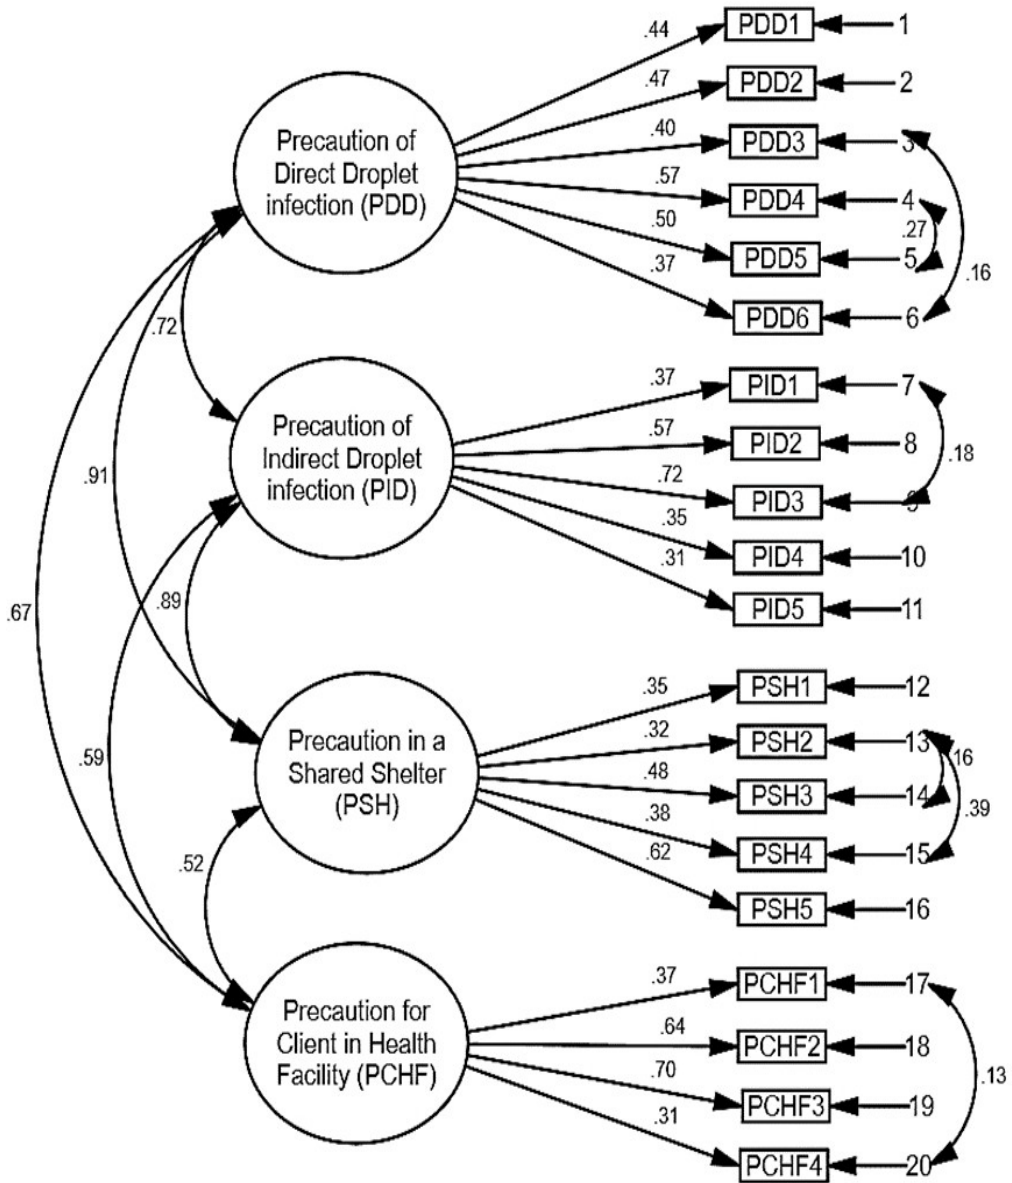 Precaution of
Direct Droplet
infection (PDD)
.44
PDD1
1
.47
PDD2
2
.40
PDD3
3
.57
PDD4
4
.27
.50
PDD5
5
.16
.37
PDD6
6
.72
Precaution of
Indirect Droplet
infection (PID)
.37
PID1
7
.57
PID2
8
.18
.72
PID3
9
.35
PID4
10
.31
PID5
11
.91
.89
.67
Precaution in a
Shared Shelter
(PSH)
.35
PSH1
12
.32
PSH2
13
.16
.48
PSH3
14
.39
.38
PSH4
15
.62
PSH5
16
.59
.52
Precaution for
Client in Health
Facility (PCHF)
.37
PCHF1
17
.64
PCHF2
18
.13
.70
PCHF3
19
.31
PCHF4
20